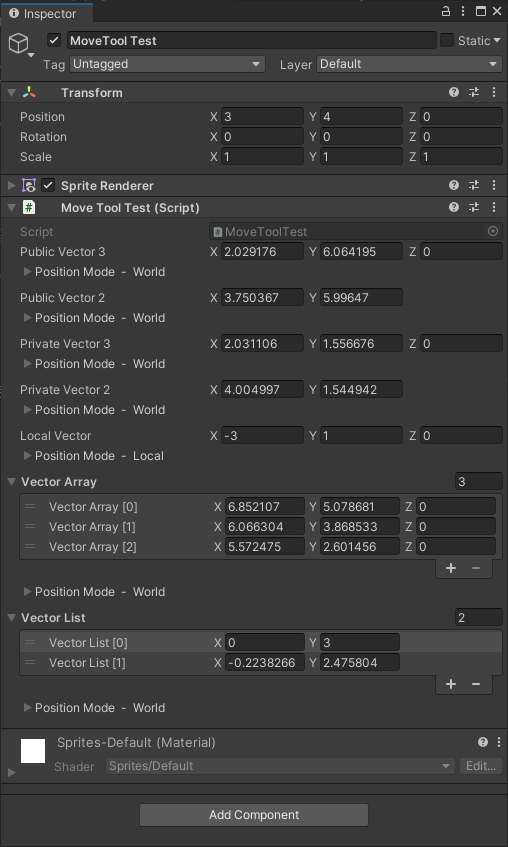 Inspector
MoveTool Test Static
Tag Untagged Layer Default
Transform
Position X 3 Y 4 Z 0
Rotation X 0 Y 0 Z 0
Scale X 1 Y 1 Z 1
Sprite Renderer
# Move Tool Test (Script)
Script # MoveToolTest
Public Vector 3 X 2.029176 Y 6.064195 Z 0
Position Mode - World
Public Vector 2 X 3.750367 Y 5.99647
Position Mode - World
Private Vector 3 X 2.031106 Y 1.556676 Z 0
Position Mode - World
Private Vector 2 X 4.004997 Y 1.544942
Position Mode - World
Local Vector X -3 Y 1 Z 0
Position Mode - Local
Vector Array 3
Vector Array [0] X 6.852107 Y 5.078681 Z 0
Vector Array [1] X 6.066304 Y 3.868533 Z 0
Vector Array [2] X 5.572475 Y 2.601456 Z 0
+ −
Position Mode - World
Vector List 2
Vector List [0] X 0 Y 3
Vector List [1] X -0.2238266 Y 2.475804
+ −
Position Mode - World
Sprites-Default (Material)
Shader Sprites/Default Edit...
Add Component